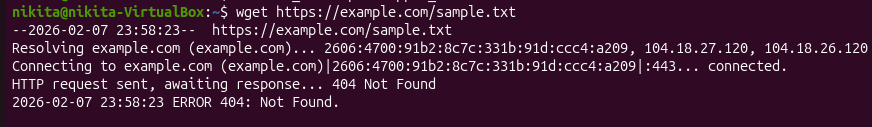 nikita@nikita-VirtualBox:~$ wget https://example.com/sample.txt
--2026-02-07 23:58:23--  https://example.com/sample.txt
Resolving example.com (example.com)... 2606:4700:91b2:8c7c:331b:91d:ccc4:a209, 104.18.27.120, 104.18.26.120
Connecting to example.com (example.com)|2606:4700:91b2:8c7c:331b:91d:ccc4:a209|:443... connected.
HTTP request sent, awaiting response... 404 Not Found
2026-02-07 23:58:23 ERROR 404: Not Found.